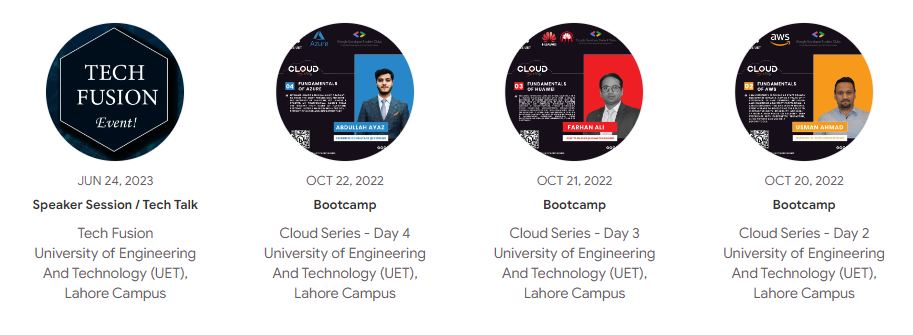 TECH
FUSION
Event!
JUN 24, 2023
Speaker Session / Tech Talk
Tech Fusion
University of Engineering
And Technology (UET),
Lahore Campus
Azure
CLOUD
04 FUNDAMENTALS
OF AZURE
ABDULLAH AYAZ
OCT 22, 2022
Bootcamp
Cloud Series - Day 4
University of Engineering
And Technology (UET),
Lahore Campus
HUAWEI
CLOUD
03 FUNDAMENTALS
OF HUAWEI
FARHAN ALI
OCT 21, 2022
Bootcamp
Cloud Series - Day 3
University of Engineering
And Technology (UET),
Lahore Campus
aws
CLOUD
02 FUNDAMENTALS
OF AWS
USMAN AHMAD
OCT 20, 2022
Bootcamp
Cloud Series - Day 2
University of Engineering
And Technology (UET),
Lahore Campus